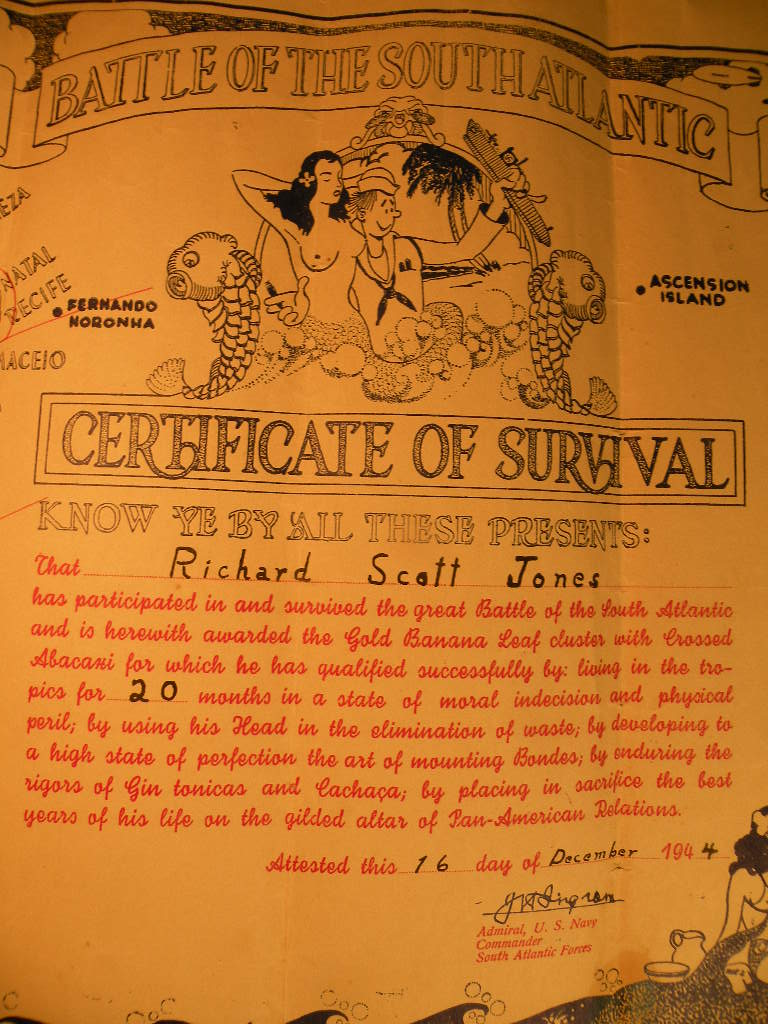 BATTLE OF THE SOUTH ATLANTIC
EZA
NATAL
RECIFE
FERNANDO
NORONHA
MACEIO
ASCENSION
ISLAND
CERTIFICATE OF SURVIVAL
KNOW YE BY ALL THESE PRESENTS:
That Richard Scott Jones
has participated in and survived the great Battle of the South Atlantic
and is herewith awarded the Gold Banana Leaf cluster with Crossed
Abacaxi for which he has qualified successfully by: living in the tro-
pics for 20 months in a state of moral indecision and physical
peril; by using his Head in the elimination of waste; by developing to
a high state of perfection the art of mounting Bondes; by enduring the
rigors of Gin tonicas and Cachaça; by placing in sacrifice the best
years of his life on the gilded altar of Pan-American Relations.
Attested this 16 day of December 1944
JHIngram
Admiral, U. S. Navy
Commander
South Atlantic Forces